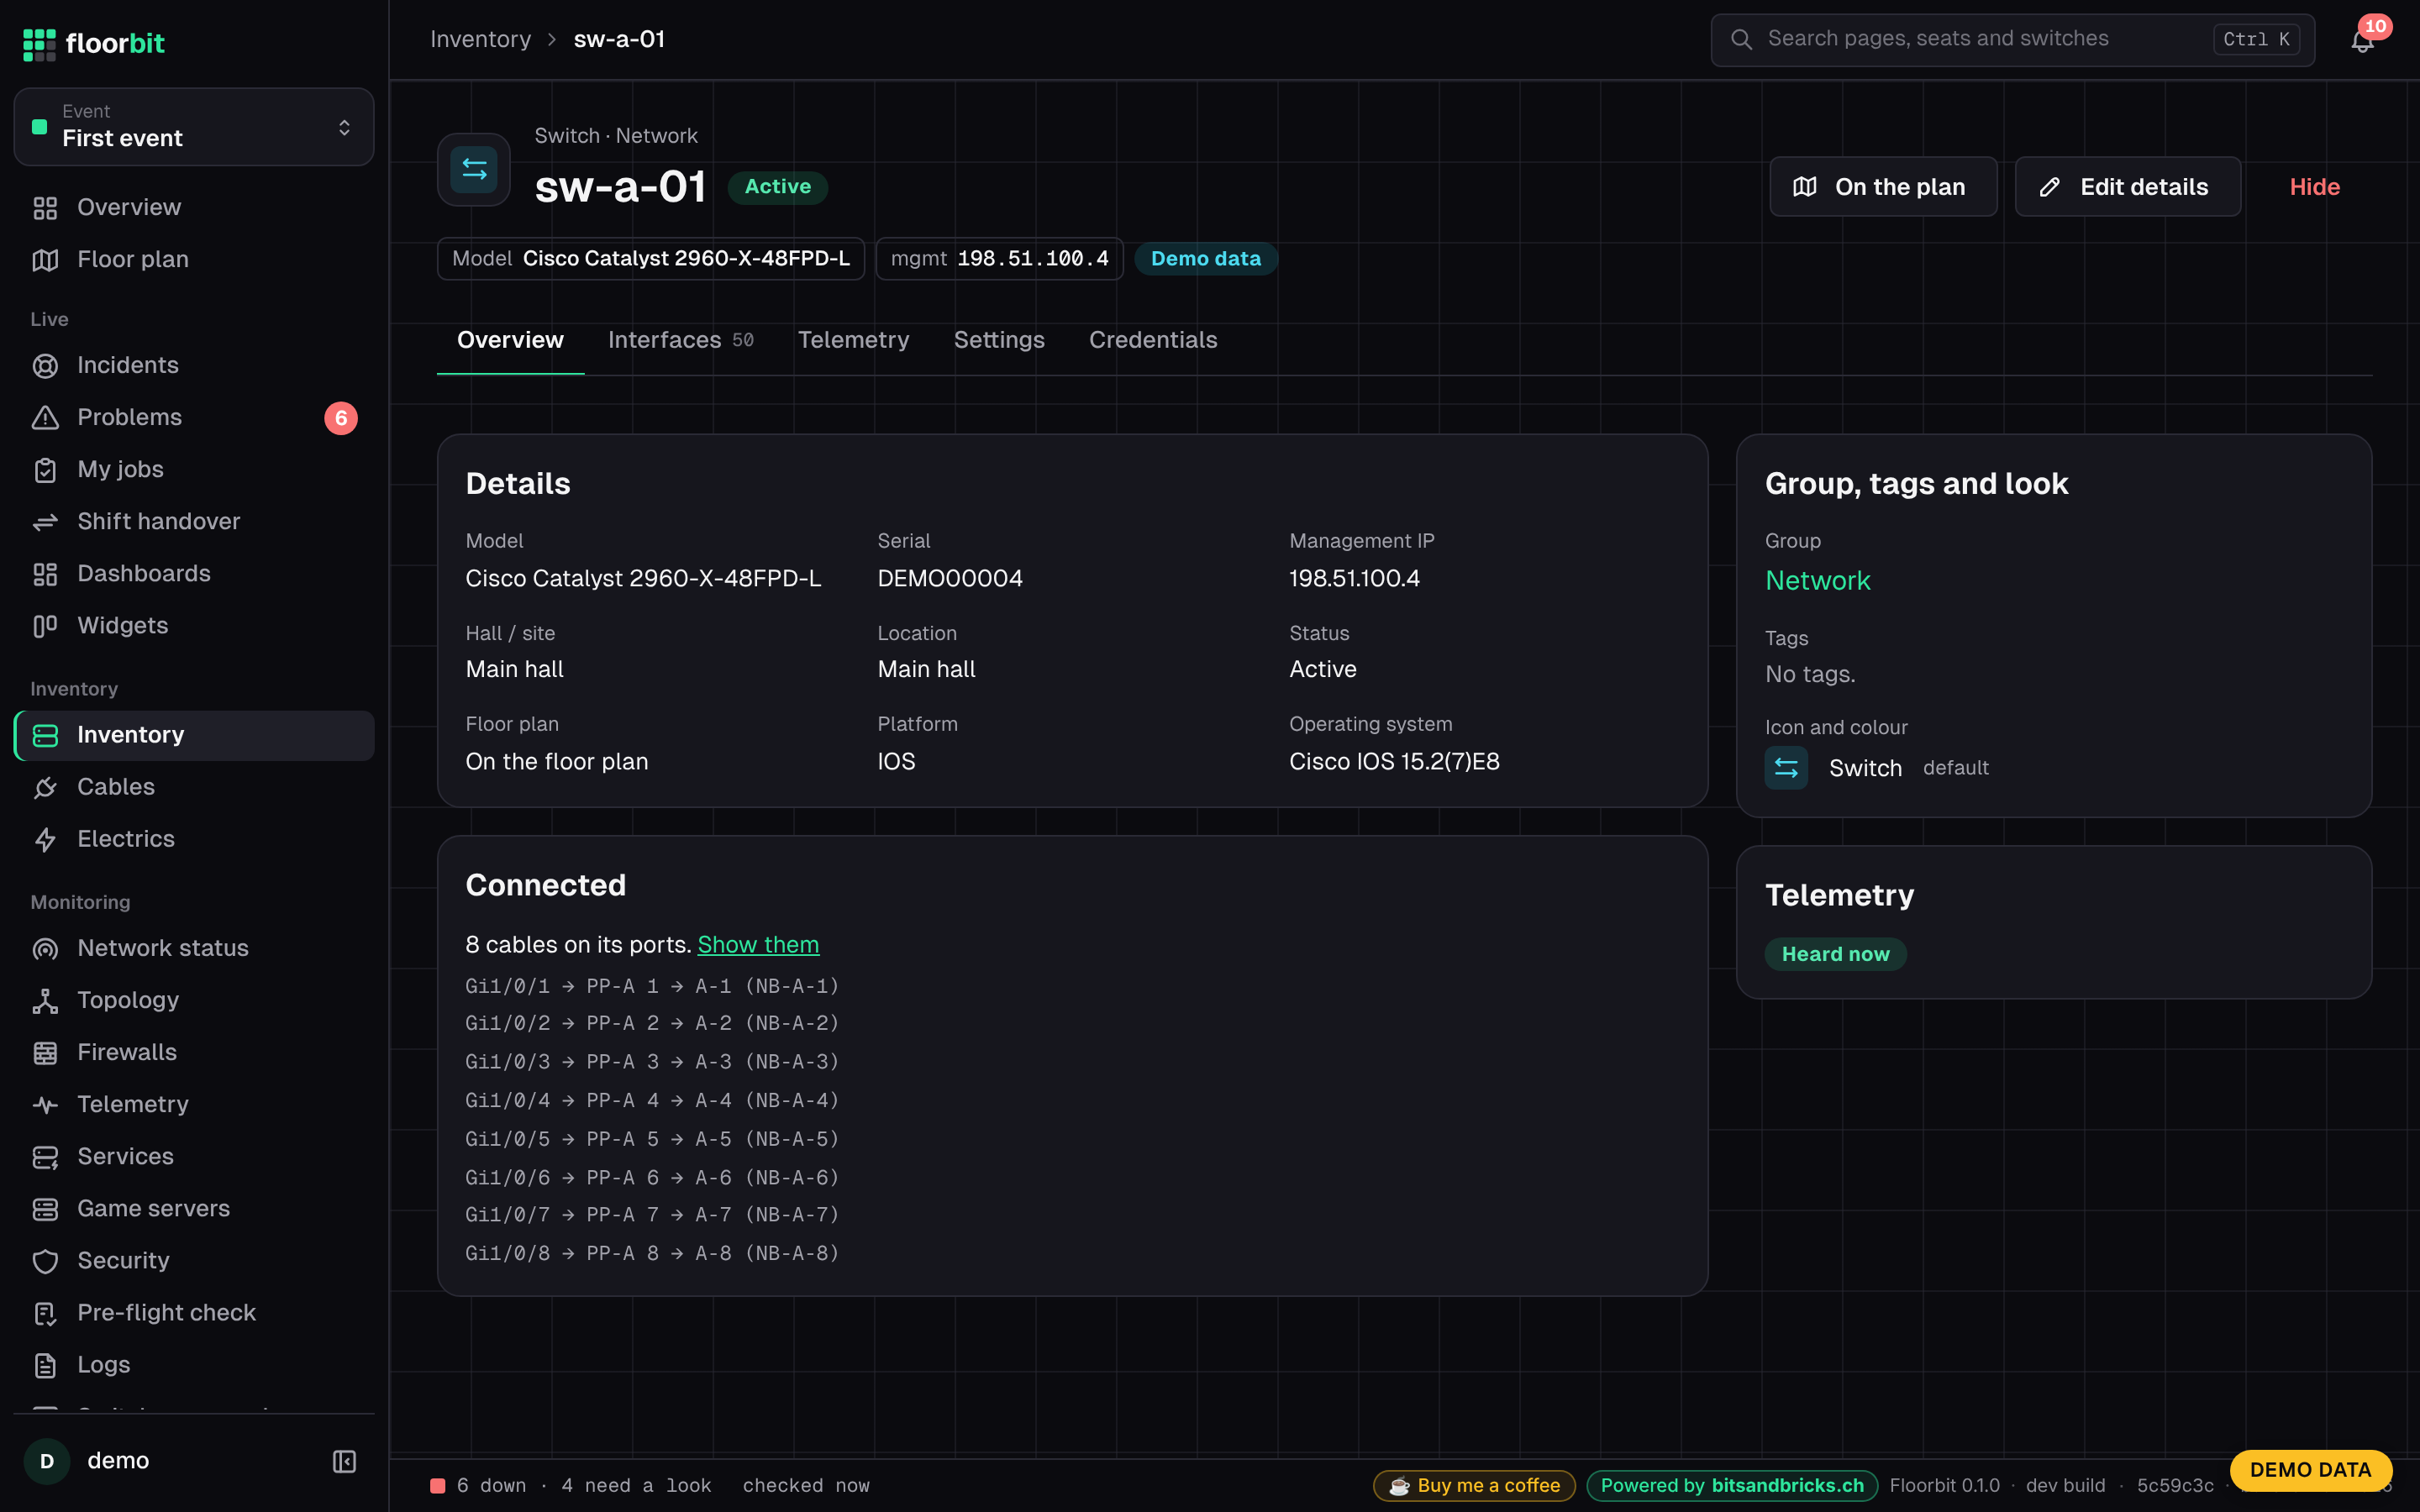 floorbit
Event
First event
Overview
Floor plan
Live
Incidents
Problems 6
My jobs
Shift handover
Dashboards
Widgets
Inventory
Inventory
Cables
Electrics
Monitoring
Network status
Topology
Firewalls
Telemetry
Services
Game servers
Security
Pre-flight check
Logs
D demo
Inventory > sw-a-01
Search pages, seats and switches Ctrl K
10
Switch · Network
sw-a-01 Active
On the plan Edit details Hide
Model Cisco Catalyst 2960-X-48FPD-L mgmt 198.51.100.4 Demo data
Overview Interfaces 50 Telemetry Settings Credentials
Details
Model Serial Management IP
Cisco Catalyst 2960-X-48FPD-L DEMO00004 198.51.100.4
Hall / site Location Status
Main hall Main hall Active
Floor plan Platform Operating system
On the floor plan IOS Cisco IOS 15.2(7)E8
Connected
8 cables on its ports. Show them
Gi1/0/1 → PP-A 1 → A-1 (NB-A-1)
Gi1/0/2 → PP-A 2 → A-2 (NB-A-2)
Gi1/0/3 → PP-A 3 → A-3 (NB-A-3)
Gi1/0/4 → PP-A 4 → A-4 (NB-A-4)
Gi1/0/5 → PP-A 5 → A-5 (NB-A-5)
Gi1/0/6 → PP-A 6 → A-6 (NB-A-6)
Gi1/0/7 → PP-A 7 → A-7 (NB-A-7)
Gi1/0/8 → PP-A 8 → A-8 (NB-A-8)
Group, tags and look
Group
Network
Tags
No tags.
Icon and colour
Switch default
Telemetry
Heard now
6 down · 4 need a look checked now
Buy me a coffee Powered by bitsandbricks.ch Floorbit 0.1.0 · dev build · 5c59c3c ·
DEMO DATA